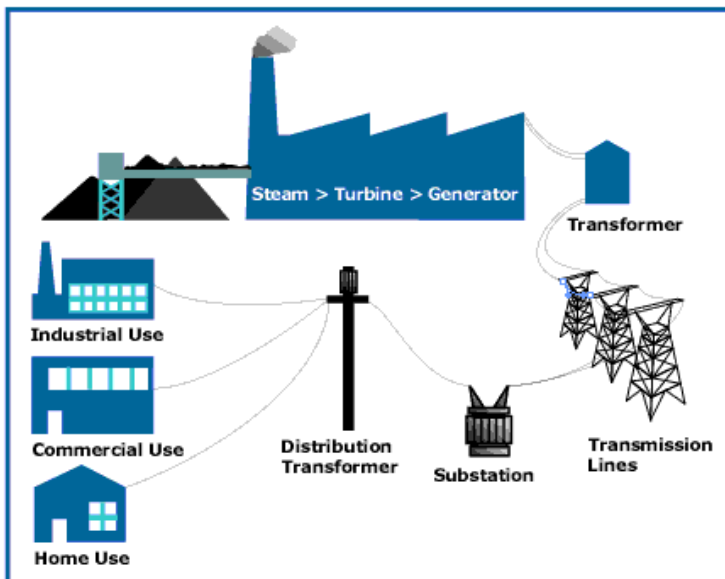 Steam > Turbine > Generator
Transformer
Industrial Use
Commercial Use
Home Use
Distribution
Transformer
Substation
Transmission
Lines